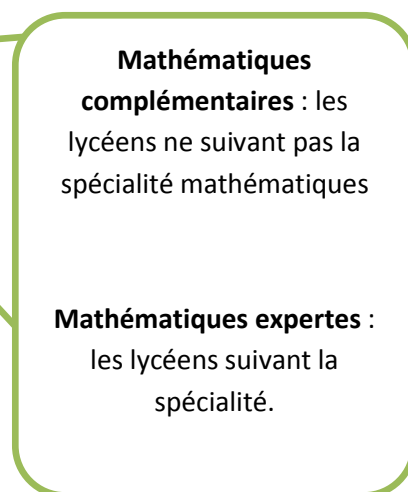 Mathématiques
complémentaires : les
lycéens ne suivant pas la
spécialité mathématiques
Mathématiques expertes :
les lycéens suivant la
spécialité.